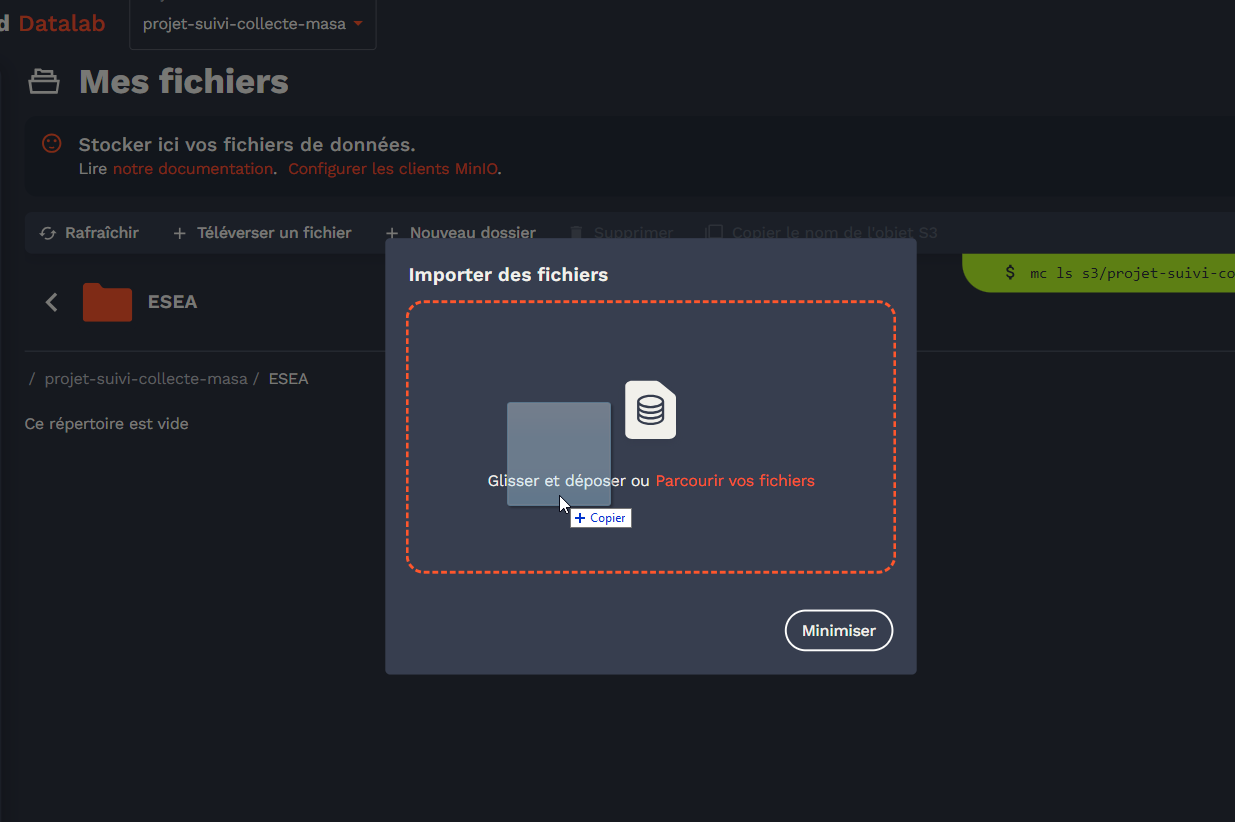 d Datalab
projet-suivi-collecte-masa
Mes fichiers
Stocker ici vos fichiers de données.
Lire notre documentation. Configurer les clients MinIO.
Rafraîchir
Téléverser un fichier
Nouveau dossier
Supprimer
Copier le nom de l'objet S3
$ mc ls s3/projet-suivi-co
ESEA
/ projet-suivi-collecte-masa / ESEA
Ce répertoire est vide
Importer des fichiers
Glisser et déposer ou Parcourir vos fichiers
+ Copier
Minimiser